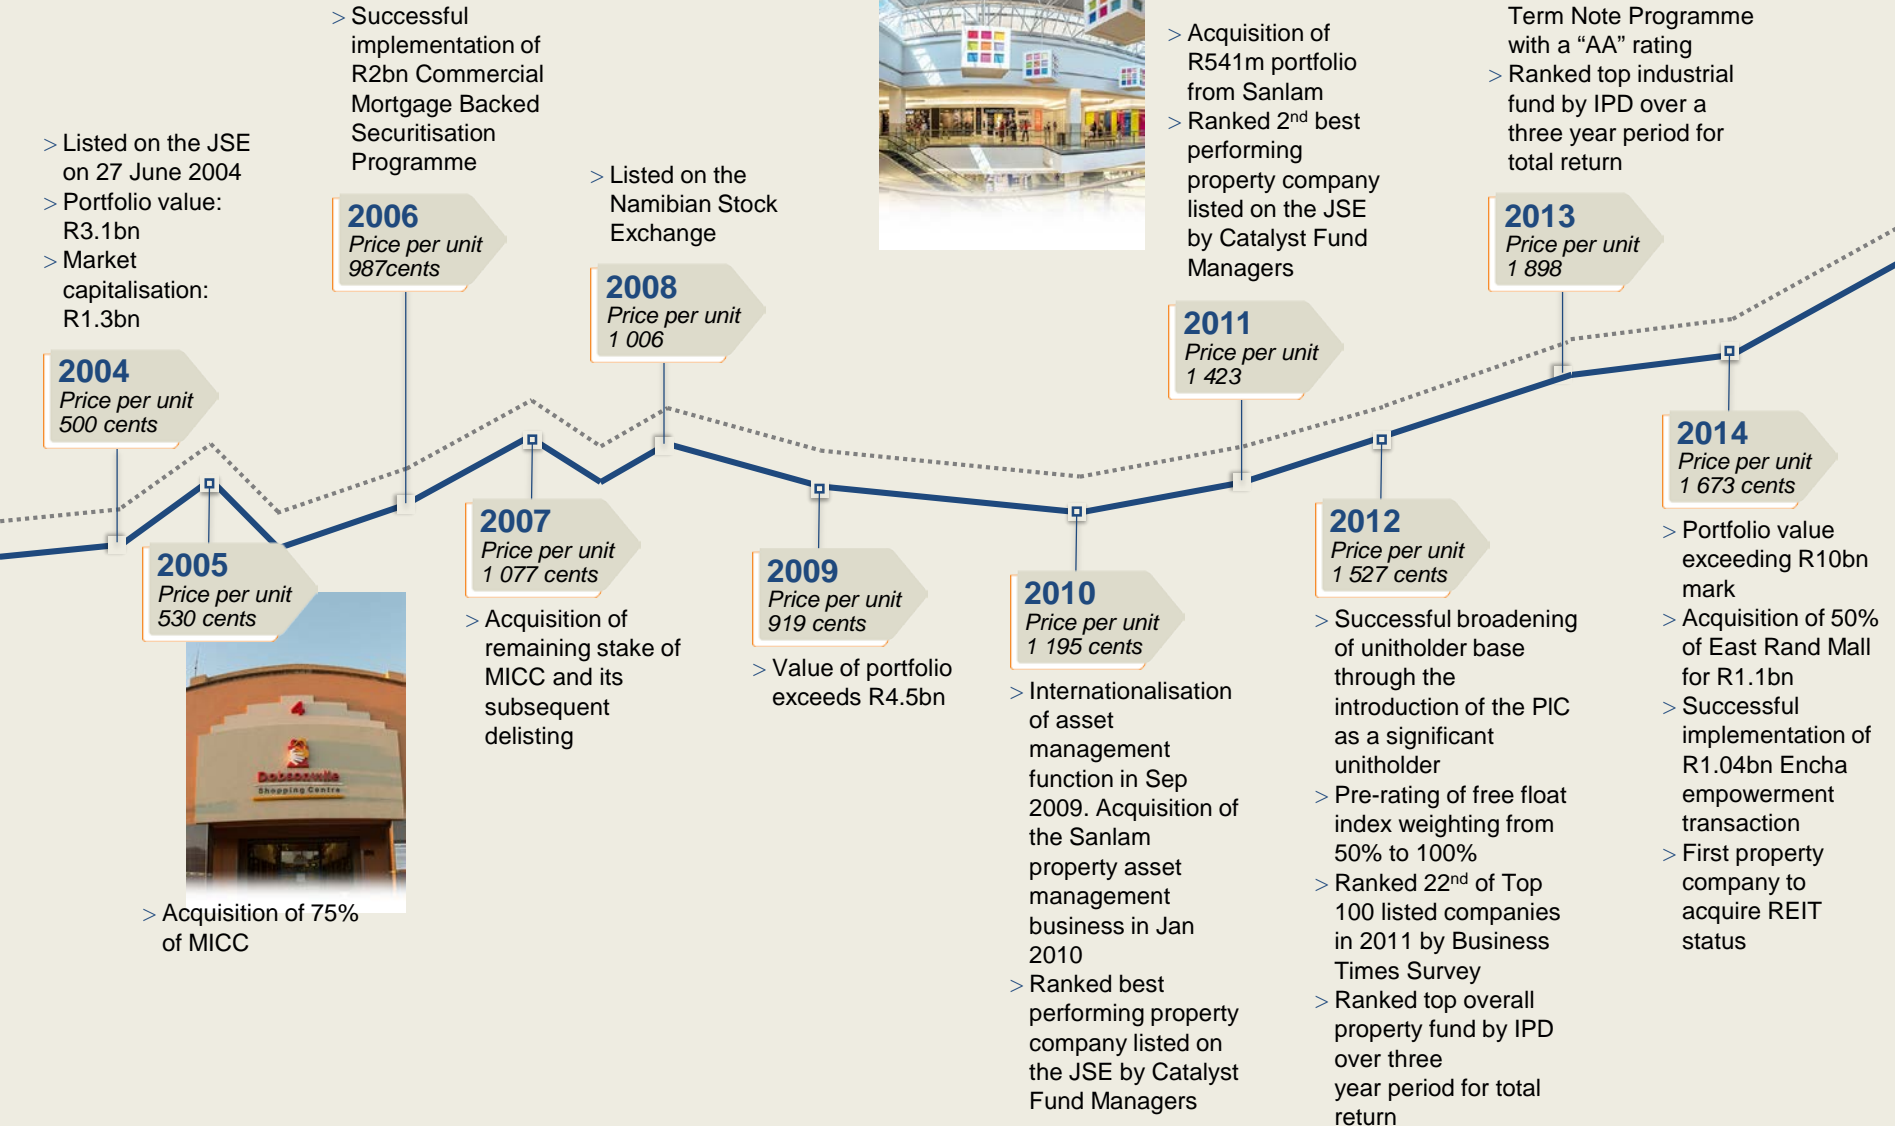 > Listed on the JSE
on 27 June 2004
> Portfolio value:
R3.1bn
> Market
capitalisation:
R1.3bn
2004
Price per unit
500 cents
2005
Price per unit
530 cents
4
Dobsonville
Shopping Centre
> Acquisition of 75%
of MICC
> Successful
implementation of
R2bn Commercial
Mortgage Backed
Securitisation
Programme
2006
Price per unit
987cents
2007
Price per unit
1 077 cents
> Acquisition of
remaining stake of
MICC and its
subsequent
delisting
> Listed on the
Namibian Stock
Exchange
2008
Price per unit
1 006
2009
Price per unit
919 cents
> Value of portfolio
exceeds R4.5bn
2010
Price per unit
1 195 cents
> Internationalisation
of asset
management
function in Sep
2009. Acquisition of
the Sanlam
property asset
management
business in Jan
2010
> Ranked best
performing property
company listed on
the JSE by Catalyst
Fund Managers
> Acquisition of
R541m portfolio
from Sanlam
> Ranked 2nd best
performing
property company
listed on the JSE
by Catalyst Fund
Managers
2011
Price per unit
1 423
2012
Price per unit
1 527 cents
> Successful broadening
of unitholder base
through the
introduction of the PIC
as a significant
unitholder
> Pre-rating of free float
index weighting from
50% to 100%
> Ranked 22nd of Top
100 listed companies
in 2011 by Business
Times Survey
> Ranked top overall
property fund by IPD
over three
year period for total
return
Term Note Programme
with a “AA” rating
> Ranked top industrial
fund by IPD over a
three year period for
total return
2013
Price per unit
1 898
2014
Price per unit
1 673 cents
> Portfolio value
exceeding R10bn
mark
> Acquisition of 50%
of East Rand Mall
for R1.1bn
> Successful
implementation of
R1.04bn Encha
empowerment
transaction
> First property
company to
acquire REIT
status